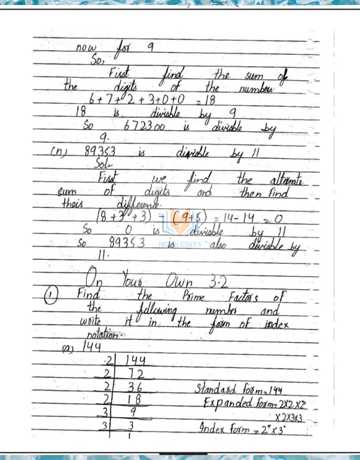 now for 9
So,
First find the sum of
the digits of the number
6+7+2+3+0+0 = 18
18 is divisible by 9
So 672300 is divisible by
9.
(n) 89353 is divisible by 11
Sol-
First we find the alternate
sum of digits and then find
their difference
(8+3+3) - (9+5) = 14-14 = 0
So 0 is divisible by 11
So 89353 is also divisible by
11.
On Your Own 3.2
① Find the Prime Factors of
the following number and
write it in the form of index
notation.
(a) 144
2 | 144
2 | 72
2 | 36
2 | 18
3 | 9
3 | 3
1
Standard form = 144
Expanded form = 2x2x2
x2x3x3
Index form = 2⁴ x 3²